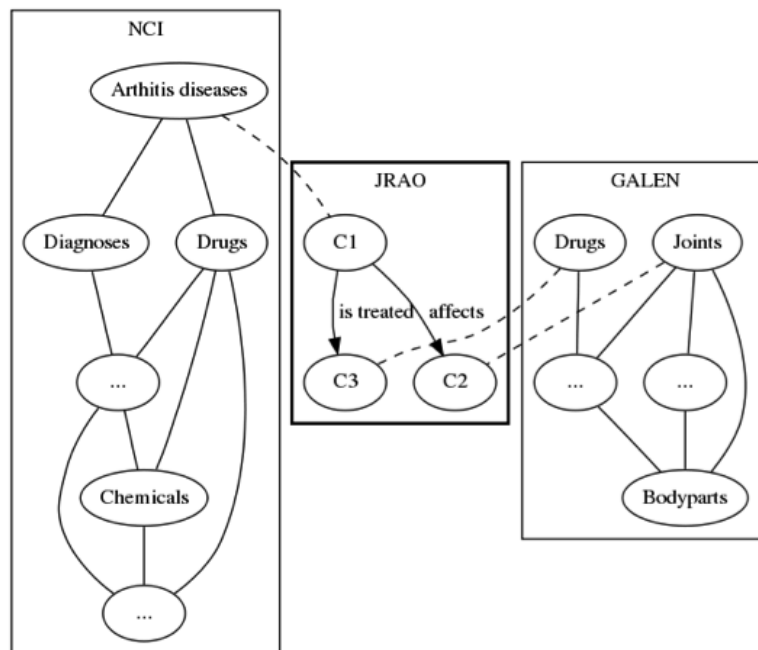 NCI
Arthitis diseases
Diagnoses
Drugs
...
Chemicals
...
JRAO
C1
is treated
affects
C3
C2
GALEN
Drugs
Joints
...
...
Bodyparts